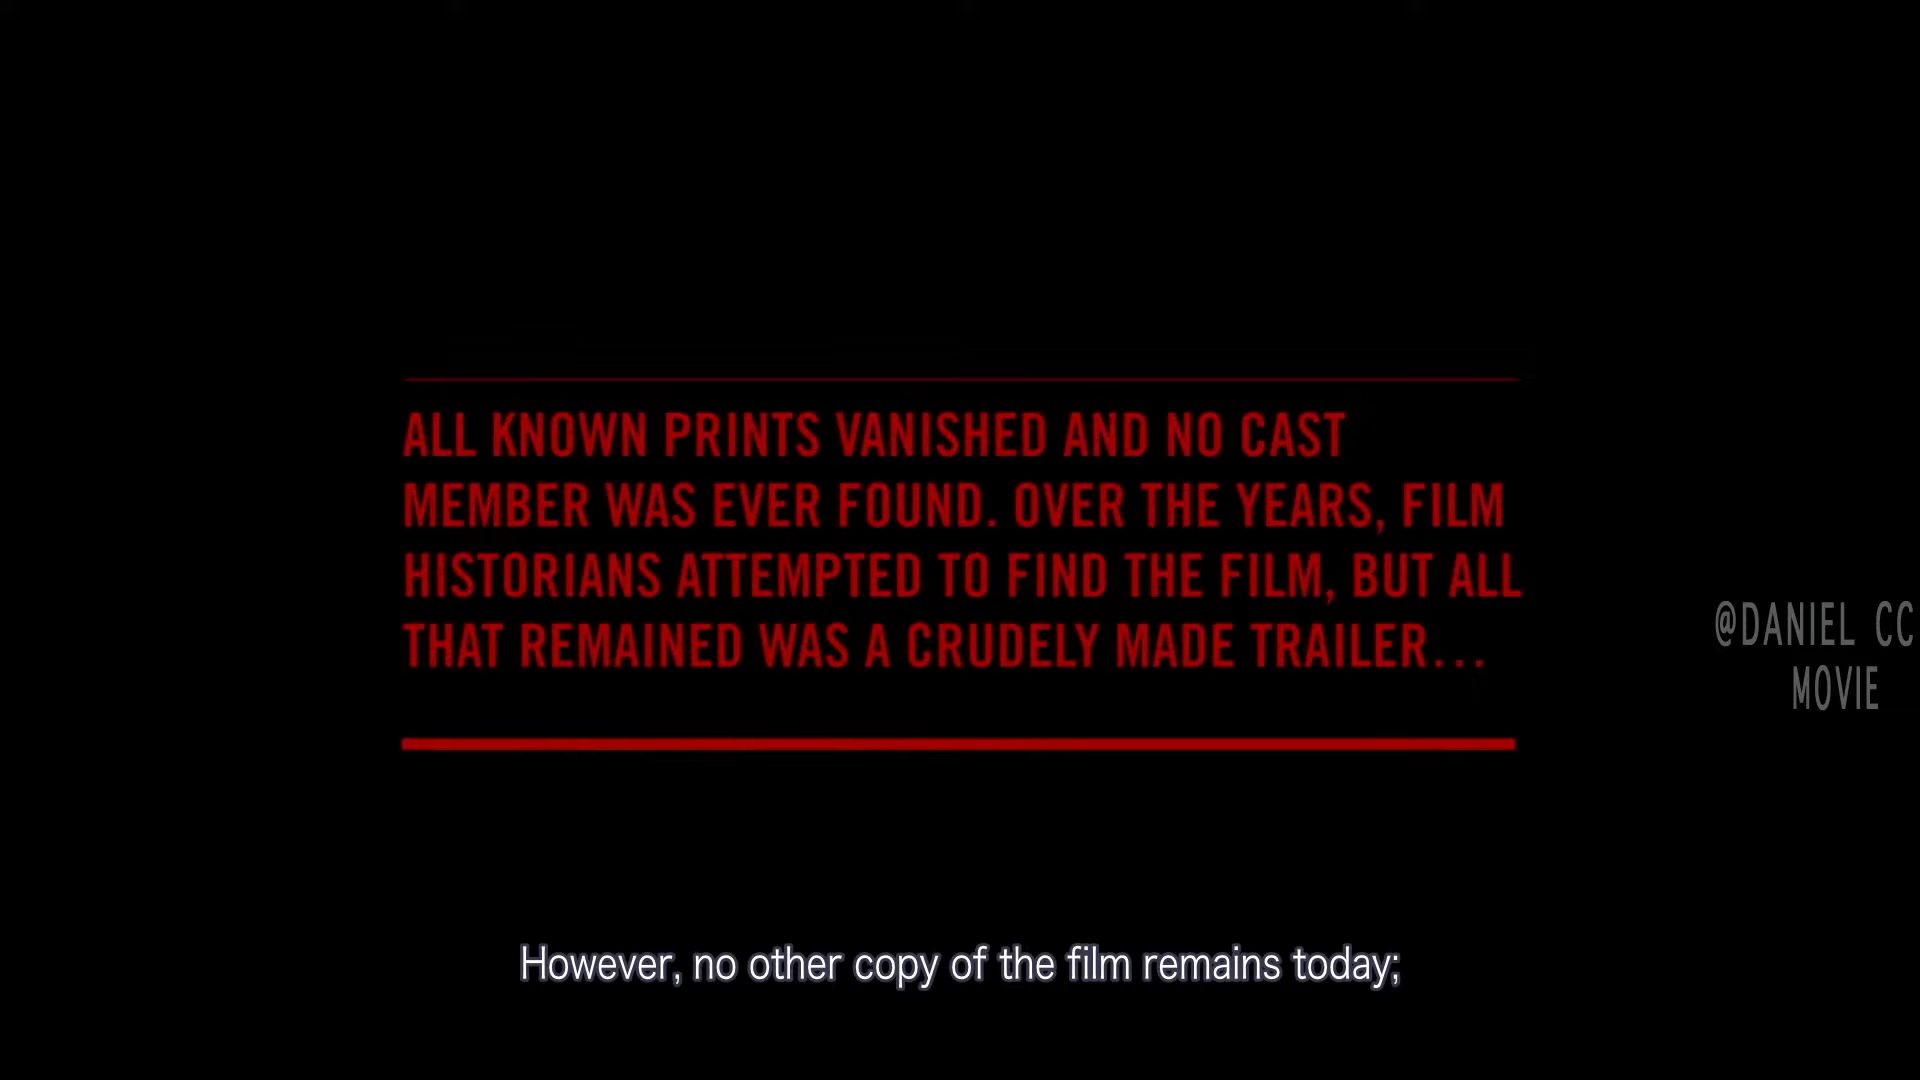 ALL KNOWN PRINTS VANISHED AND NO CAST
MEMBER WAS EVER FOUND. OVER THE YEARS, FILM
HISTORIANS ATTEMPTED TO FIND THE FILM, BUT ALL
THAT REMAINED WAS A CRUDELY MADE TRAILER...
@DANIEL CC
MOVIE
However, no other copy of the film remains today;